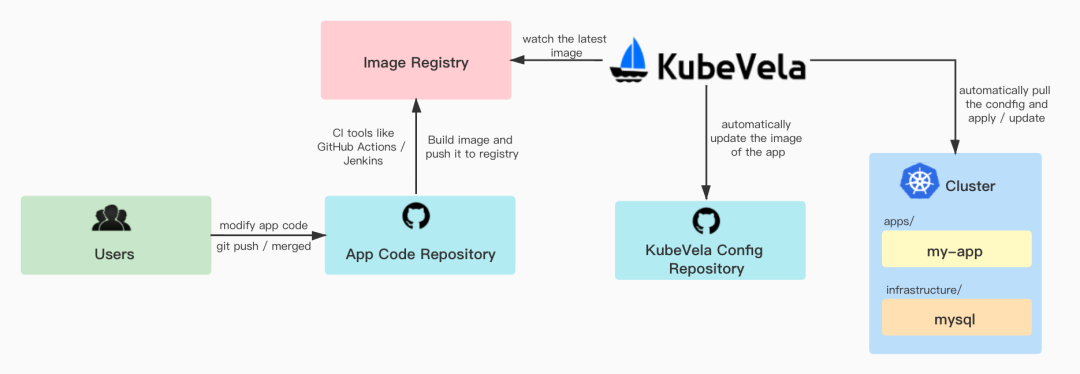 Image Registry
watch the latest
image
KubeVela
automatically pull
the condfig and
apply / update
CI tools like
GitHub Actions /
Jenkins
Build image and
push it to registry
automatically
update the image
of the app
Users
modify app code
git push / merged
App Code Repository
KubeVela Config
Repository
Cluster
apps/
my-app
infrastructure/
mysql